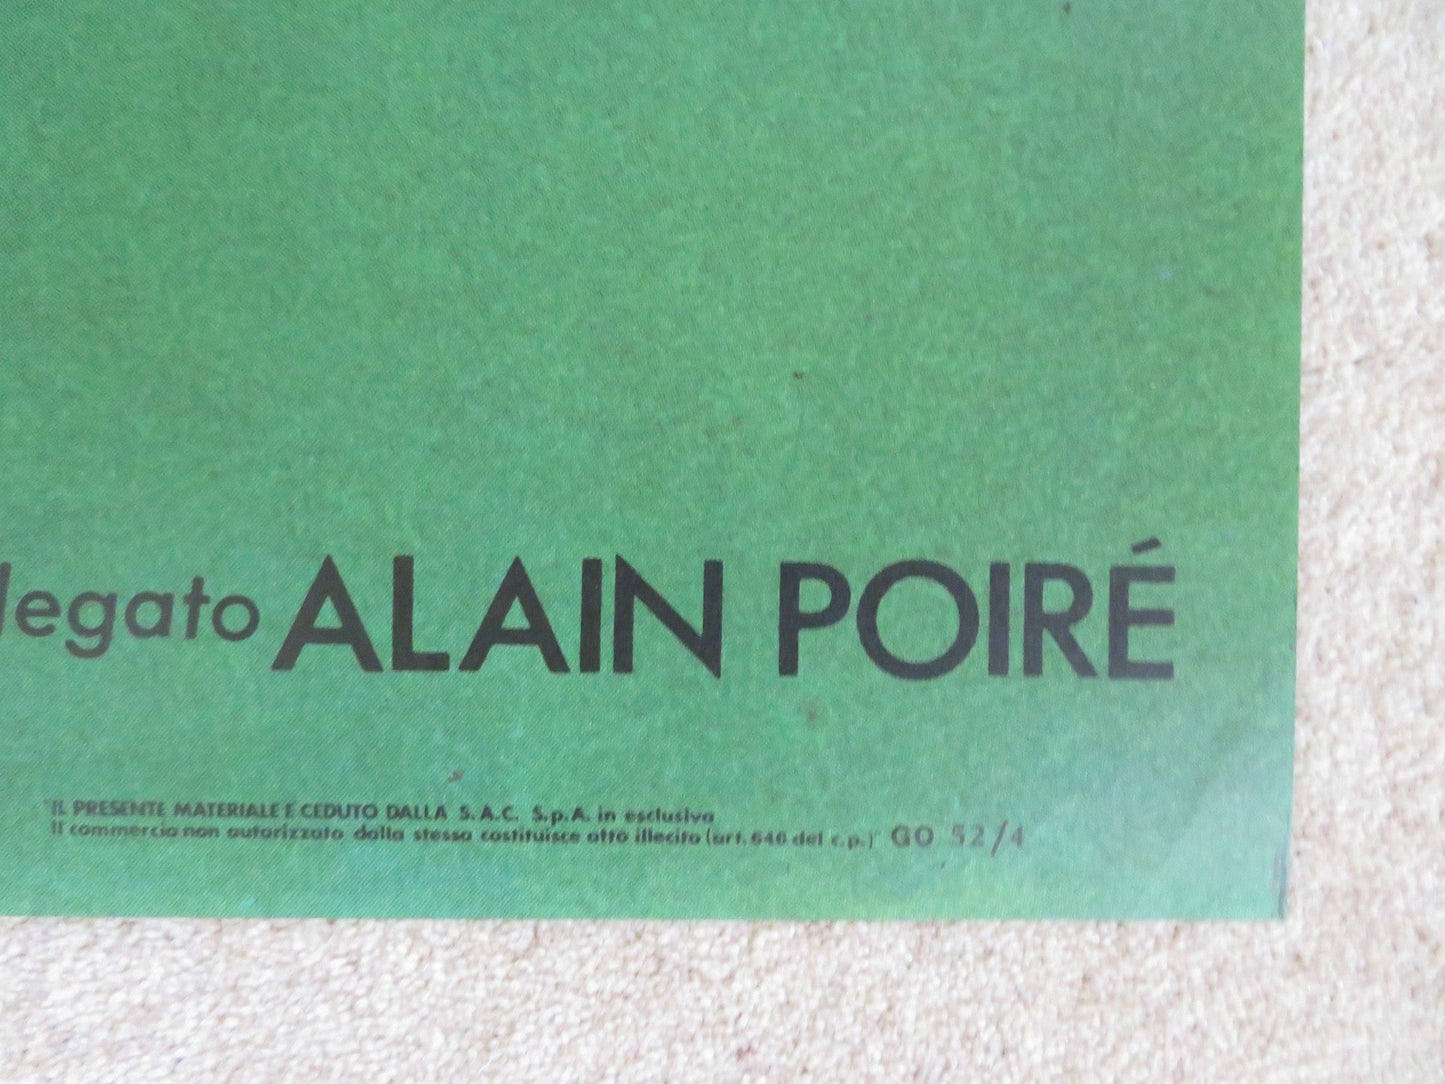 legato ALAIN POIRÉ
"IL PRESENTE MATERIALE E CEDUTO DALLA S.A.C. S.p.A. in esclusiva
Il commercio non autorizzato dalla stessa costituisce atto illecito (art. 640 del c.p.)" GO 52/4